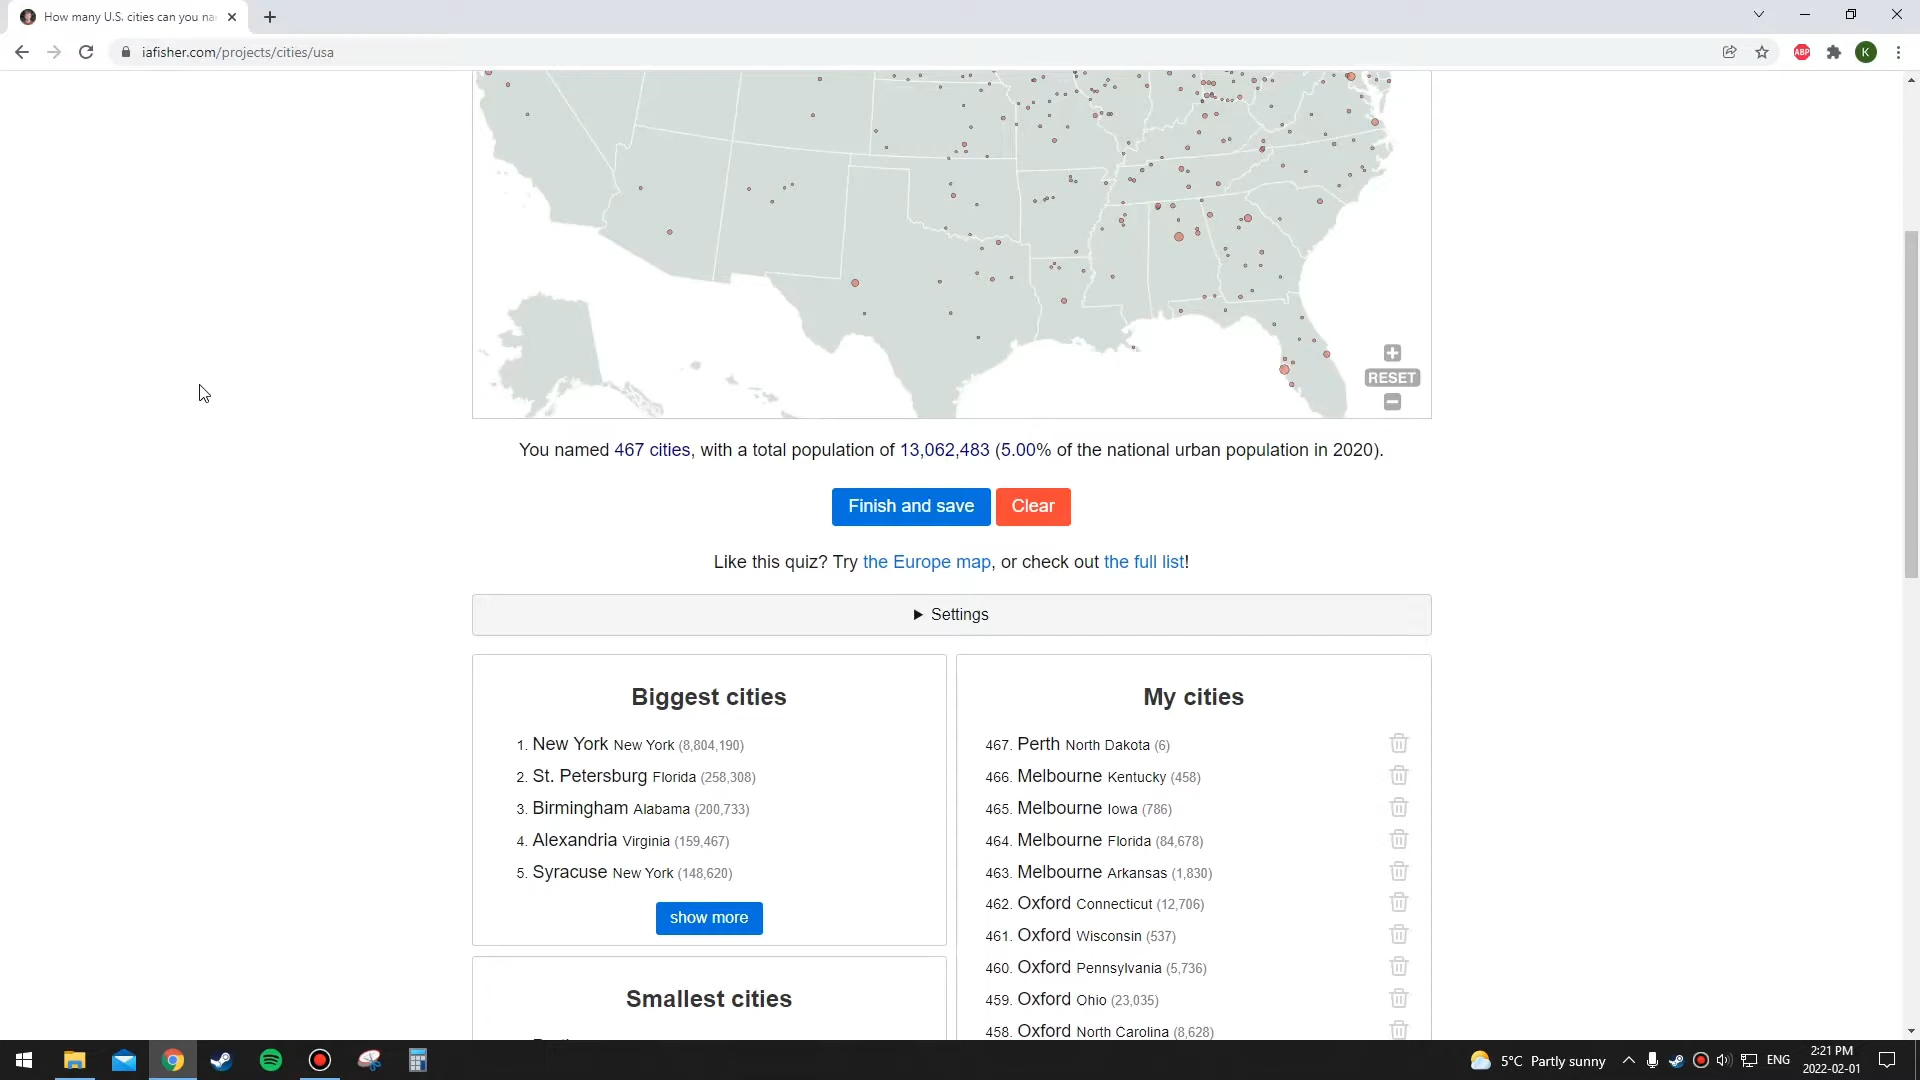 How many U.S. cities can you na
iafisher.com/projects/cities/usa
ABP
K
RESET
You named 467 cities, with a total population of 13,062,483 (5.00% of the national urban population in 2020).
Finish and save
Clear
Like this quiz? Try the Europe map, or check out the full list!
Settings
Biggest cities
1. New York New York (8,804,190)
2. St. Petersburg Florida (258,308)
3. Birmingham Alabama (200,733)
4. Alexandria Virginia (159,467)
5. Syracuse New York (148,620)
show more
Smallest cities
My cities
467. Perth North Dakota (6)
466. Melbourne Kentucky (458)
465. Melbourne Iowa (786)
464. Melbourne Florida (84,678)
463. Melbourne Arkansas (1,830)
462. Oxford Connecticut (12,706)
461. Oxford Wisconsin (537)
460. Oxford Pennsylvania (5,736)
459. Oxford Ohio (23,035)
458. Oxford North Carolina (8,628)
5°C Partly sunny
ENG
2:21 PM
2022-02-01